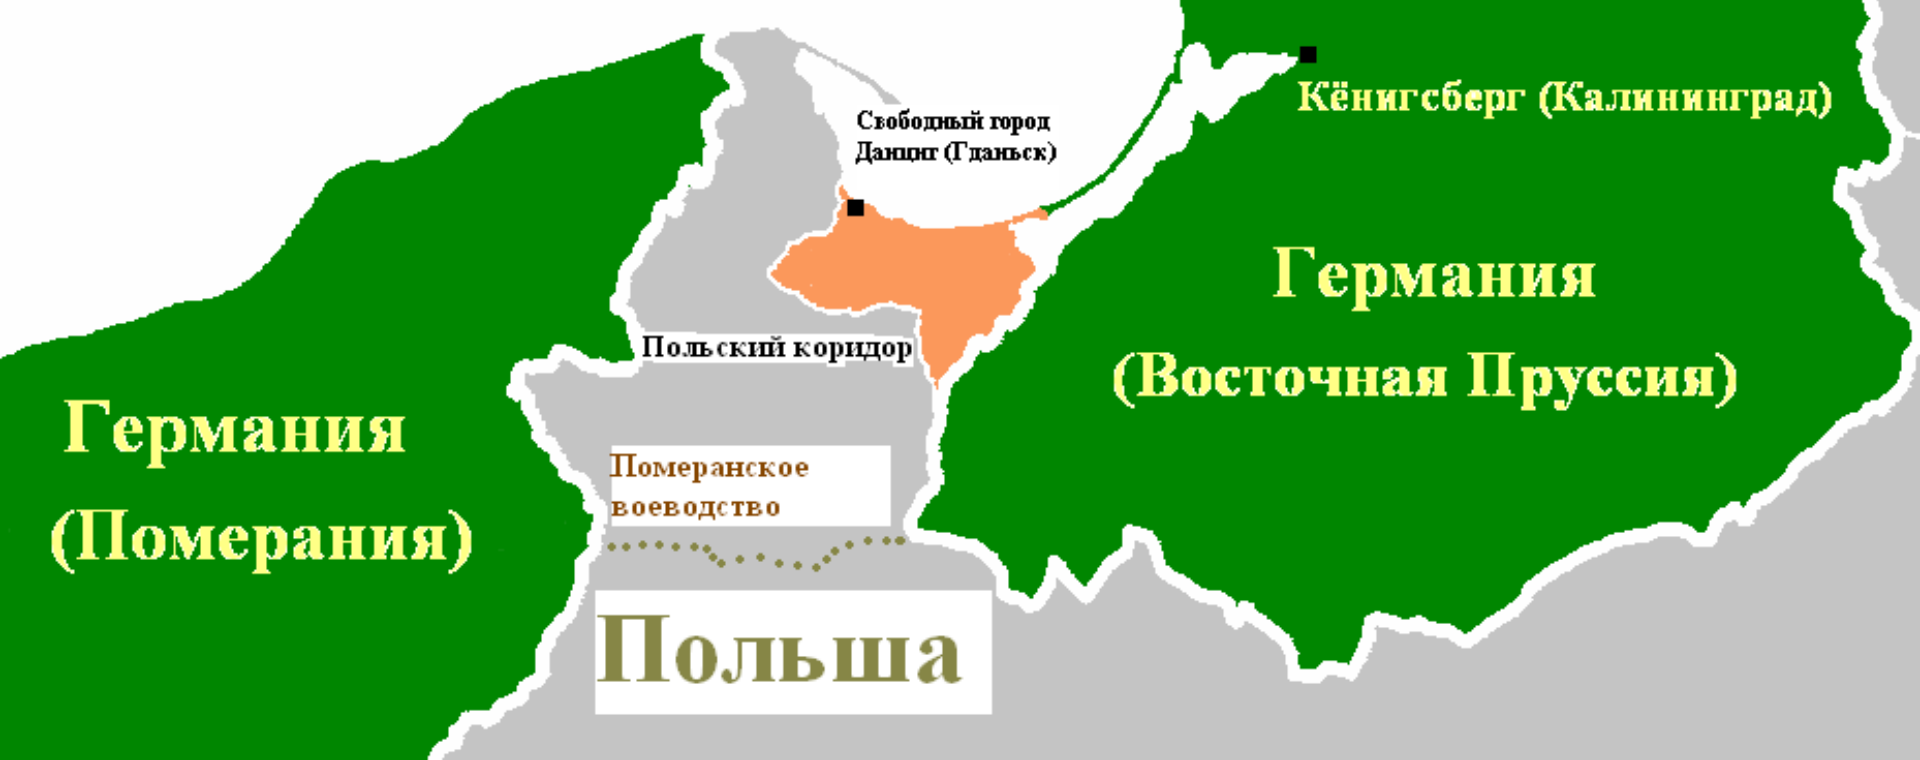 Кёнигсберг (Калининград)
Свободный город
Данциг (Гданьск)
Германия
(Восточная Пруссия)
Польский коридор
Германия
(Померания)
Померанское
воеводство
Польша